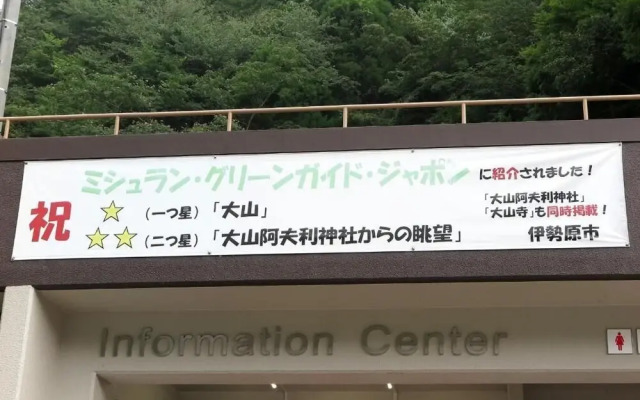 祝
ミシュラン・グリーンガイド・ジャポン に紹介されました!
☆ (一つ星)「大山」
☆☆ (二つ星)「大山阿夫利神社からの眺望」
「大山阿夫利神社」
「大山寺」も同時掲載!
伊勢原市
Information Center